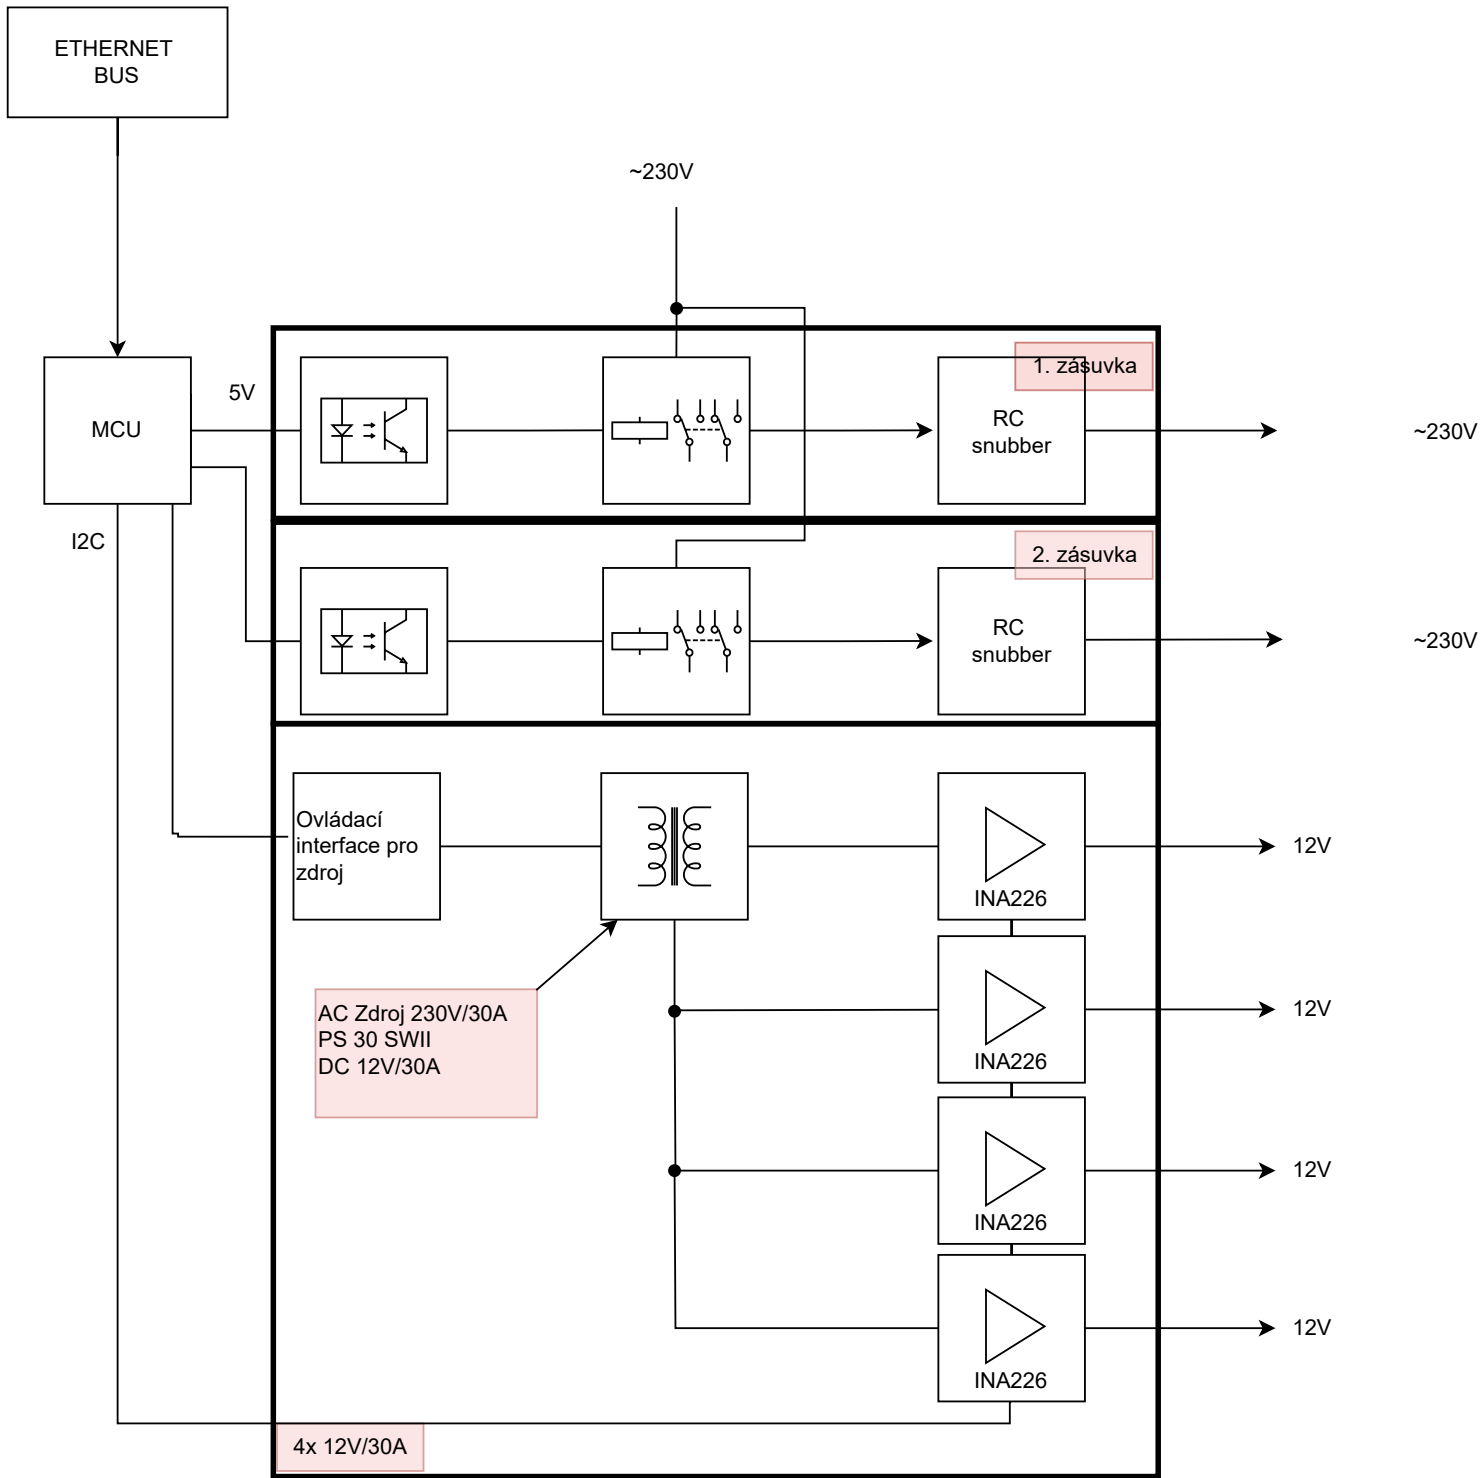 ETHERNET
BUS
~230V
1. zásuvka
5V
MCU
RC
snubber
~230V
I2C
2. zásuvka
RC
snubber
~230V
Ovládací
interface pro
zdroj
12V
INA226
AC Zdroj 230V/30A
PS 30 SWII
DC 12V/30A
12V
INA226
12V
INA226
12V
INA226
4x 12V/30A